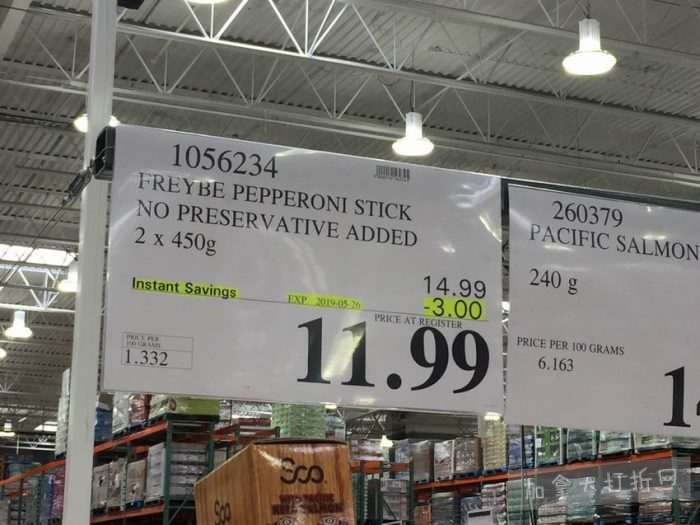 1056234
FREYBE PEPPERONI STICK
NO PRESERVATIVE ADDED
2 x 450g
14.99
Instant Savings
EXP. 2019-05-26
-3.00
PRICE AT REGISTER
11.99
PRICE PER
100 GRAMS
1.332
260379
PACIFIC SALMON
240 g
PRICE PER 100 GRAMS
6.163
1
Soo
加拿大打折网